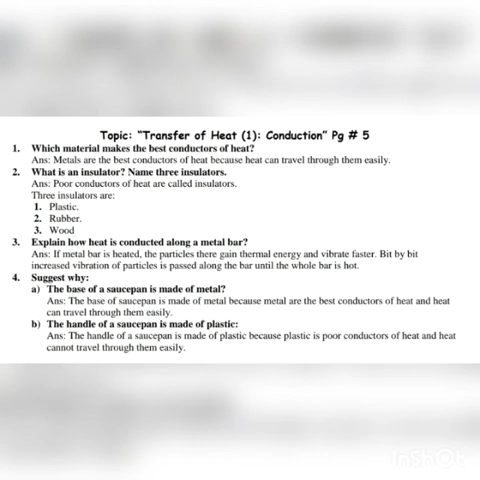 Topic: "Transfer of Heat (1): Conduction" Pg # 5
1. Which material makes the best conductors of heat?
Ans: Metals are the best conductors of heat because heat can travel through them easily.
2. What is an insulator? Name three insulators.
Ans: Poor conductors of heat are called insulators.
Three insulators are:
1. Plastic.
2. Rubber.
3. Wood
3. Explain how heat is conducted along a metal bar?
Ans: If metal bar is heated, the particles there gain thermal energy and vibrate faster. Bit by bit
increased vibration of particles is passed along the bar until the whole bar is hot.
4. Suggest why:
a) The base of a saucepan is made of metal?
Ans: The base of saucepan is made of metal because metal are the best conductors of heat and heat
can travel through them easily.
b) The handle of a saucepan is made of plastic:
Ans: The handle of a saucepan is made of plastic because plastic is poor conductors of heat and heat
cannot travel through them easily.
InShOt